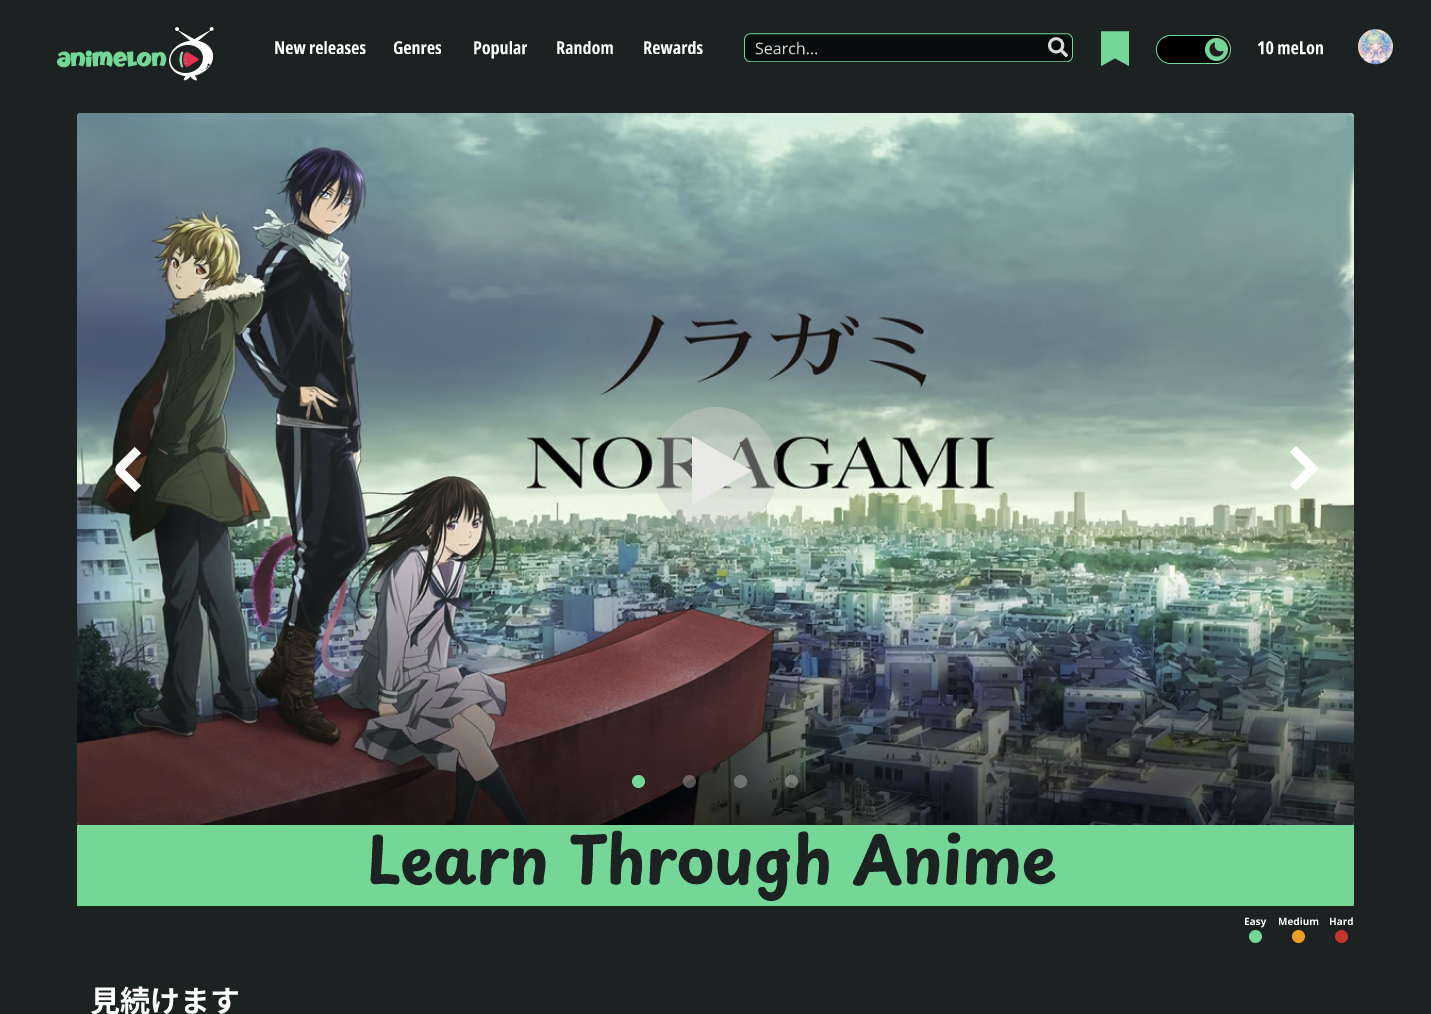 animelon
New releases Genres Popular Random Rewards Search... 10 meLon
ノラガミ
NORAGAMI
Learn Through Anime
Easy Medium Hard
見続けます